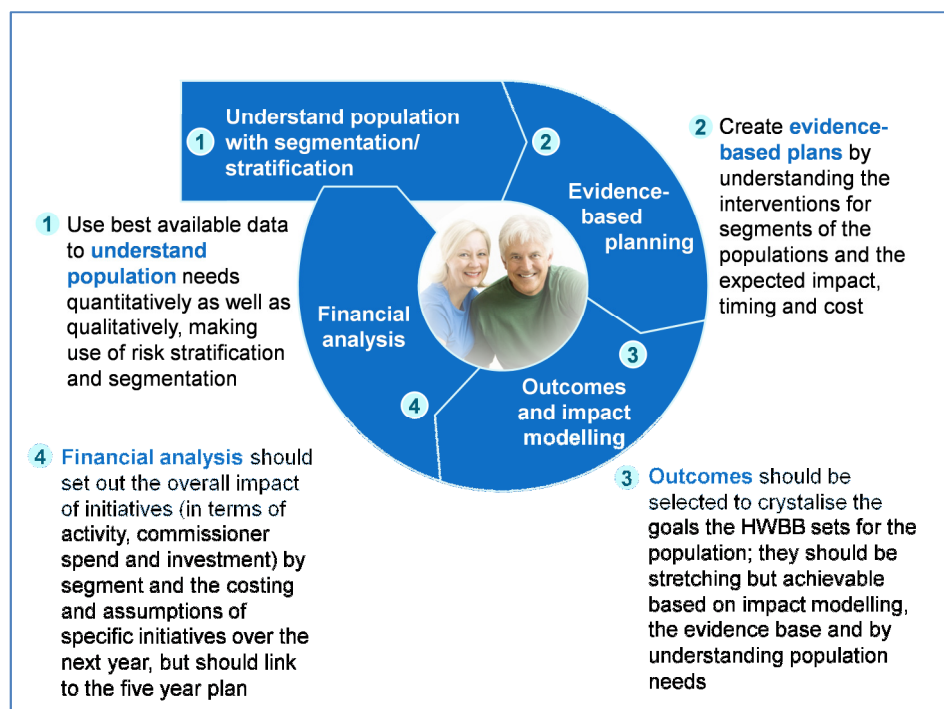 Understand population
with segmentation/
stratification
1
2
Evidence-
based
planning
3
Outcomes
and impact
modelling
4
Financial
analysis
1 Use best available data
to understand
population needs
quantitatively as well as
qualitatively, making
use of risk stratification
and segmentation
2 Create evidence-
based plans by
understanding the
interventions for
segments of the
populations and the
expected impact,
timing and cost
3 Outcomes should be
selected to crystalise the
goals the HWBB sets for the
population; they should be
stretching but achievable
based on impact modelling,
the evidence base and by
understanding population
needs
4 Financial analysis should
set out the overall impact
of initiatives (in terms of
activity, commissioner
spend and investment) by
segment and the costing
and assumptions of
specific initiatives over the
next year, but should link
to the five year plan